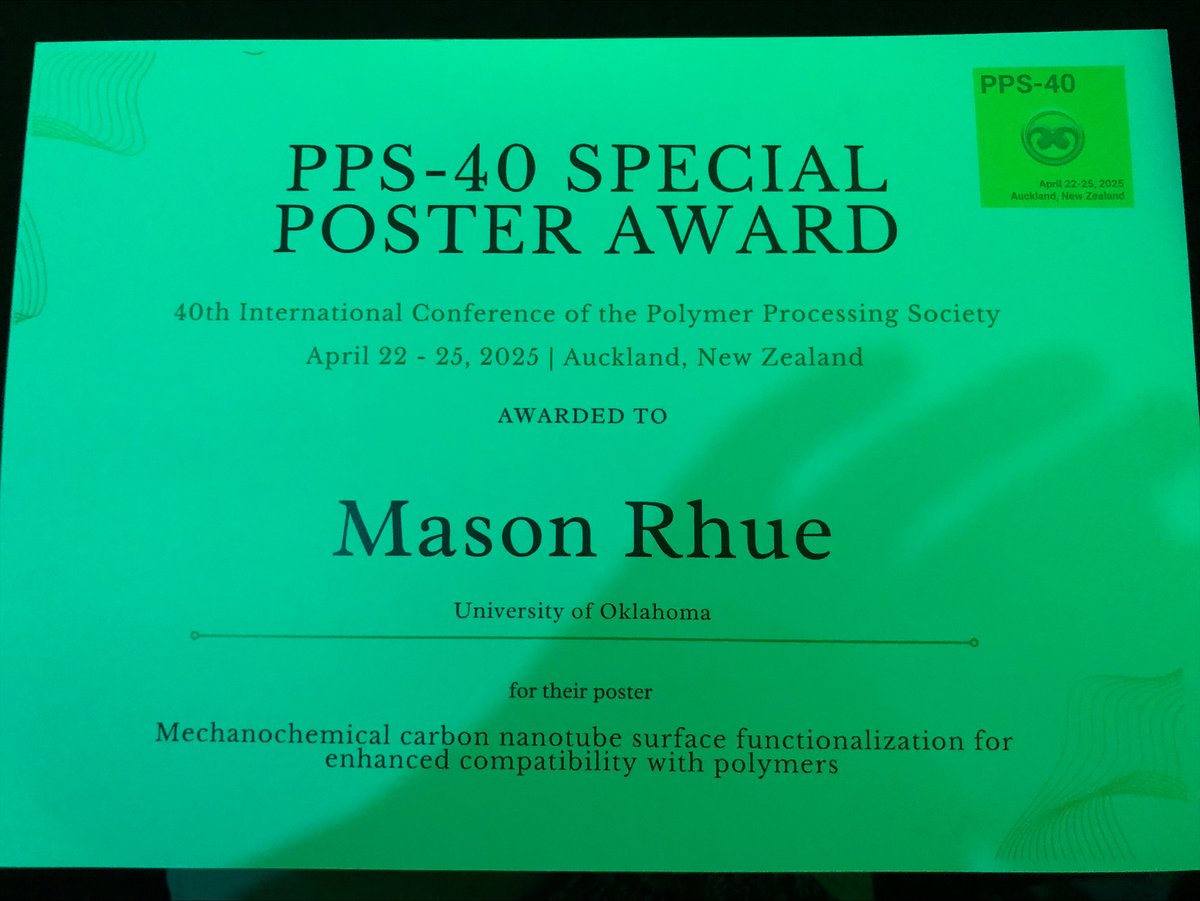 PPS-40
April 22-25, 2025
Auckland, New Zealand
PPS-40 SPECIAL
POSTER AWARD
40th International Conference of the Polymer Processing Society
April 22 - 25, 2025 | Auckland, New Zealand
AWARDED TO
Mason Rhue
University of Oklahoma
for their poster
Mechanochemical carbon nanotube surface functionalization for
enhanced compatibility with polymers